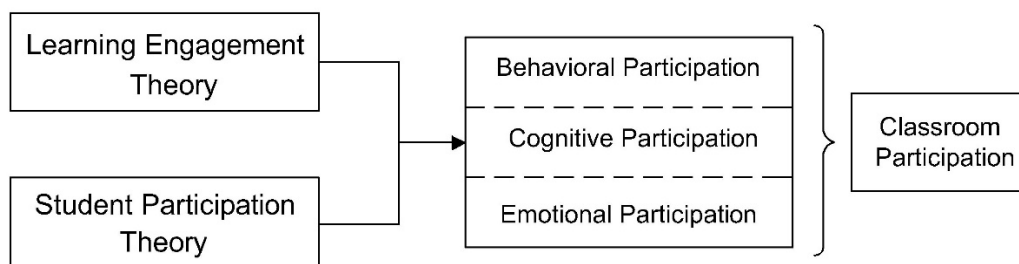 Learning Engagement
Theory
Student Participation
Theory
Behavioral Participation
Cognitive Participation
Emotional Participation
Classroom
Participation